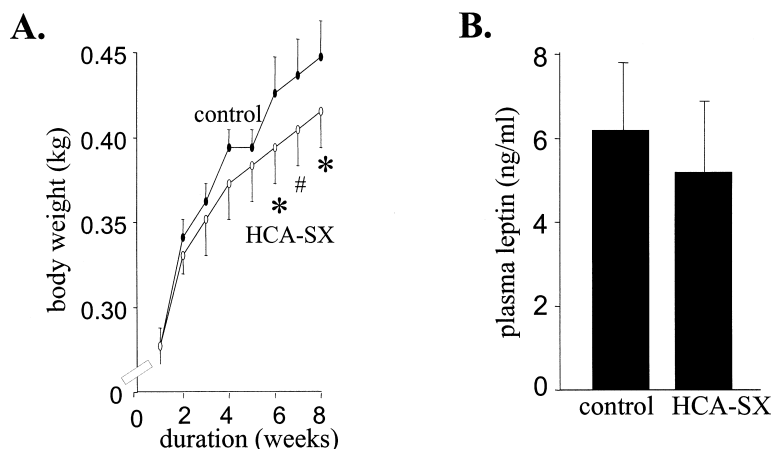 A.
0.45
0.40
0.35
0.30
0
body weight (kg)
control
*
#
*
HCA-SX
0 2 4 6 8
duration (weeks)
B.
8
6
4
2
0
plasma leptin (ng/ml)
control HCA-SX